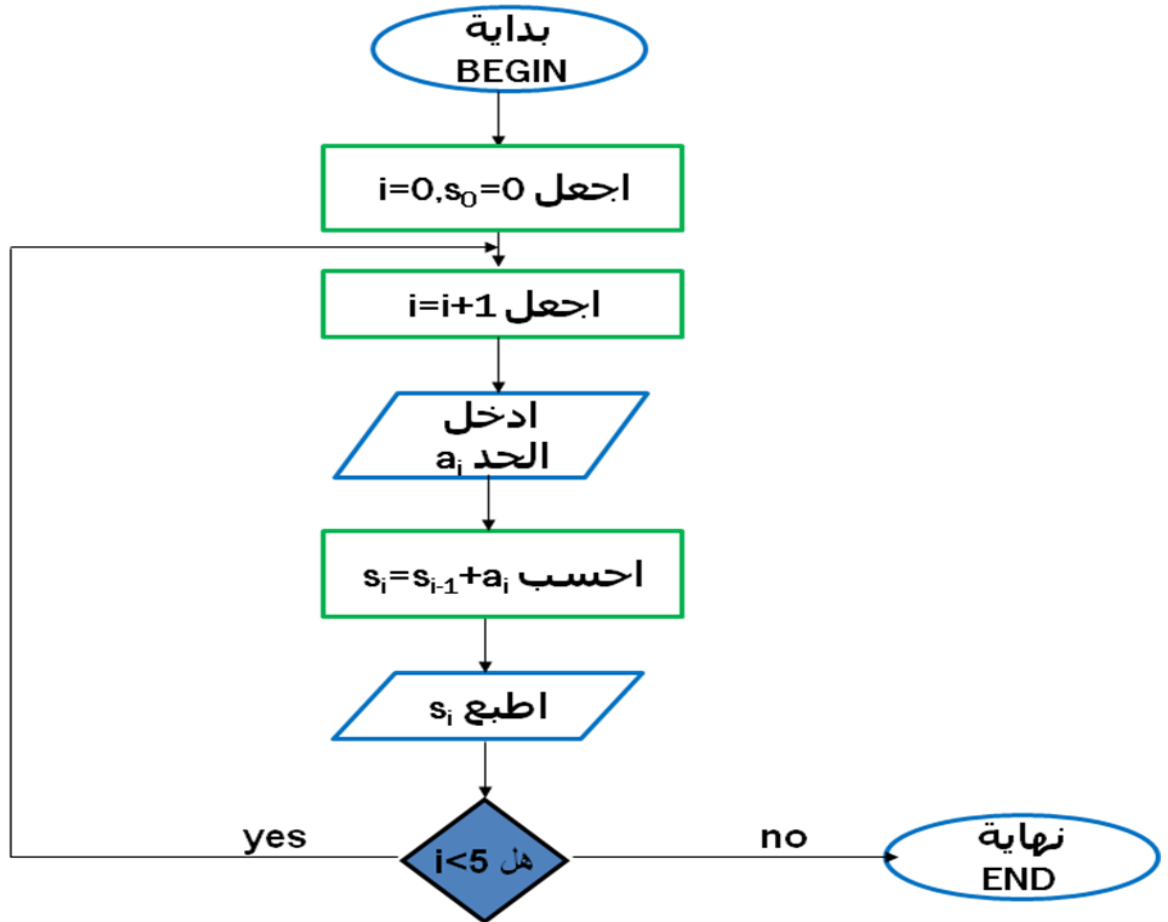 بداية
BEGIN
اجعل i=0,s₀=0
اجعل i=i+1
ادخل
الحد aᵢ
احسب sᵢ=sᵢ₋₁+aᵢ
اطبع sᵢ
هل i<5
yes
no
نهاية
END